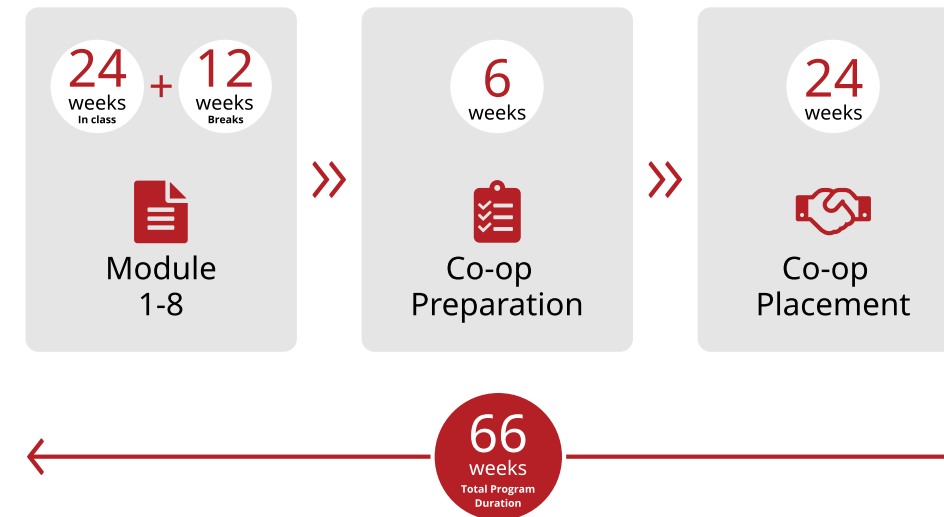 24
weeks
In class
+
12
weeks
Breaks
Module
1-8
6
weeks
Co-op
Preparation
24
weeks
Co-op
Placement
66
weeks
Total Program
Duration